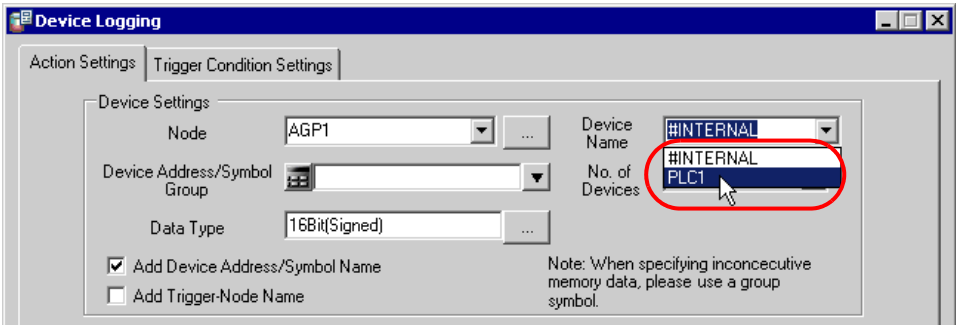 Device Logging
Action Settings
Trigger Condition Settings
Device Settings
Node
AGP1
...
Device
Name
#INTERNAL
#INTERNAL
PLC1
Device Address/Symbol
Group
No. of
Devices
Data Type
16Bit(Signed)
...
Add Device Address/Symbol Name
Add Trigger-Node Name
Note: When specifying inconcecutive
memory data, please use a group
symbol.